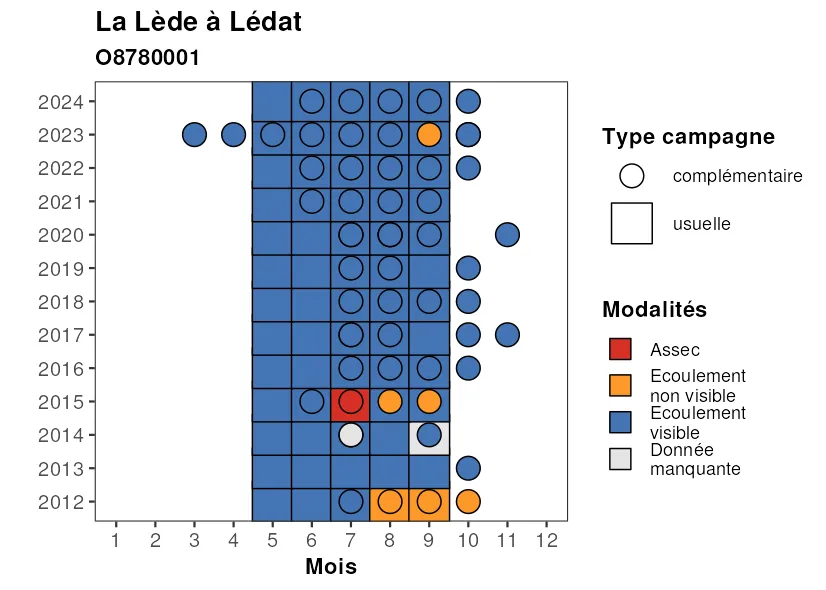 La Lède à Lédat
O8780001
2024
2023
2022
2021
2020
2019
2018
2017
2016
2015
2014
2013
2012
1 2 3 4 5 6 7 8 9 10 11 12
Mois
Type campagne
complémentaire
usuelle
Modalités
Assec
Ecoulement
non visible
Ecoulement
visible
Donnée
manquante